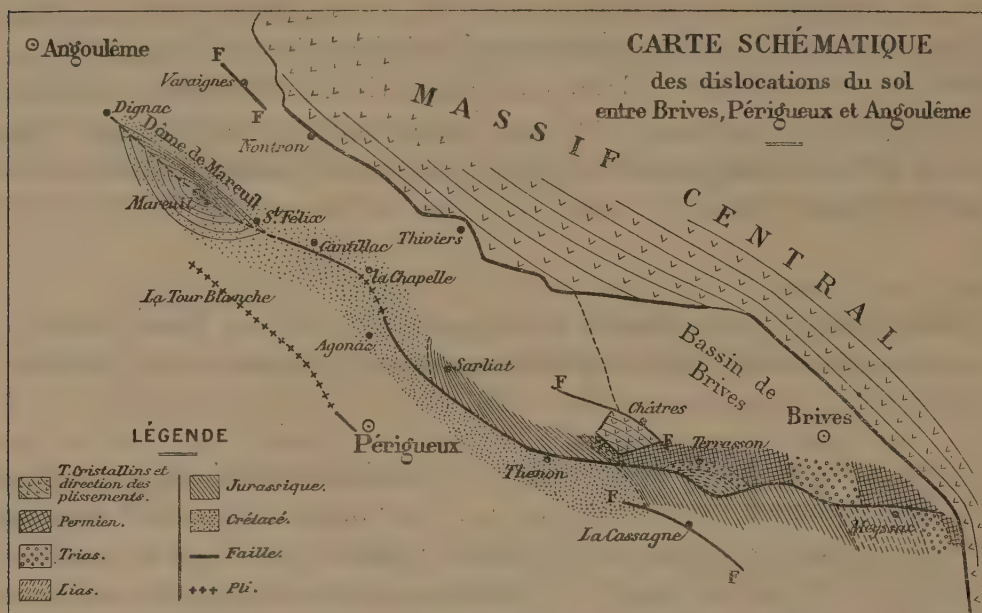 CARTE SCHÉMATIQUE
des dislocations du sol
entre Brives, Périgueux et Angoulême
Angoulême
F
Varaignes
F
Dignac
Nontron
MASSIF CENTRAL
Dôme de Mareuil
Mareuil
St Félix
Cantillac
Thiviers
la Chapelle
La Tour Blanche
Agonac
Sarliat
Bassin de
Brives
F
Châtres
Brives
F
Terrasson
Périgueux
Thenon
F
La Cassagne
Meyssac
F
LÉGENDE
T. Cristallins et
direction des
plissements.
Permien.
Trias.
Lias.
Jurassique.
Crétacé.
Faille.
Pli.